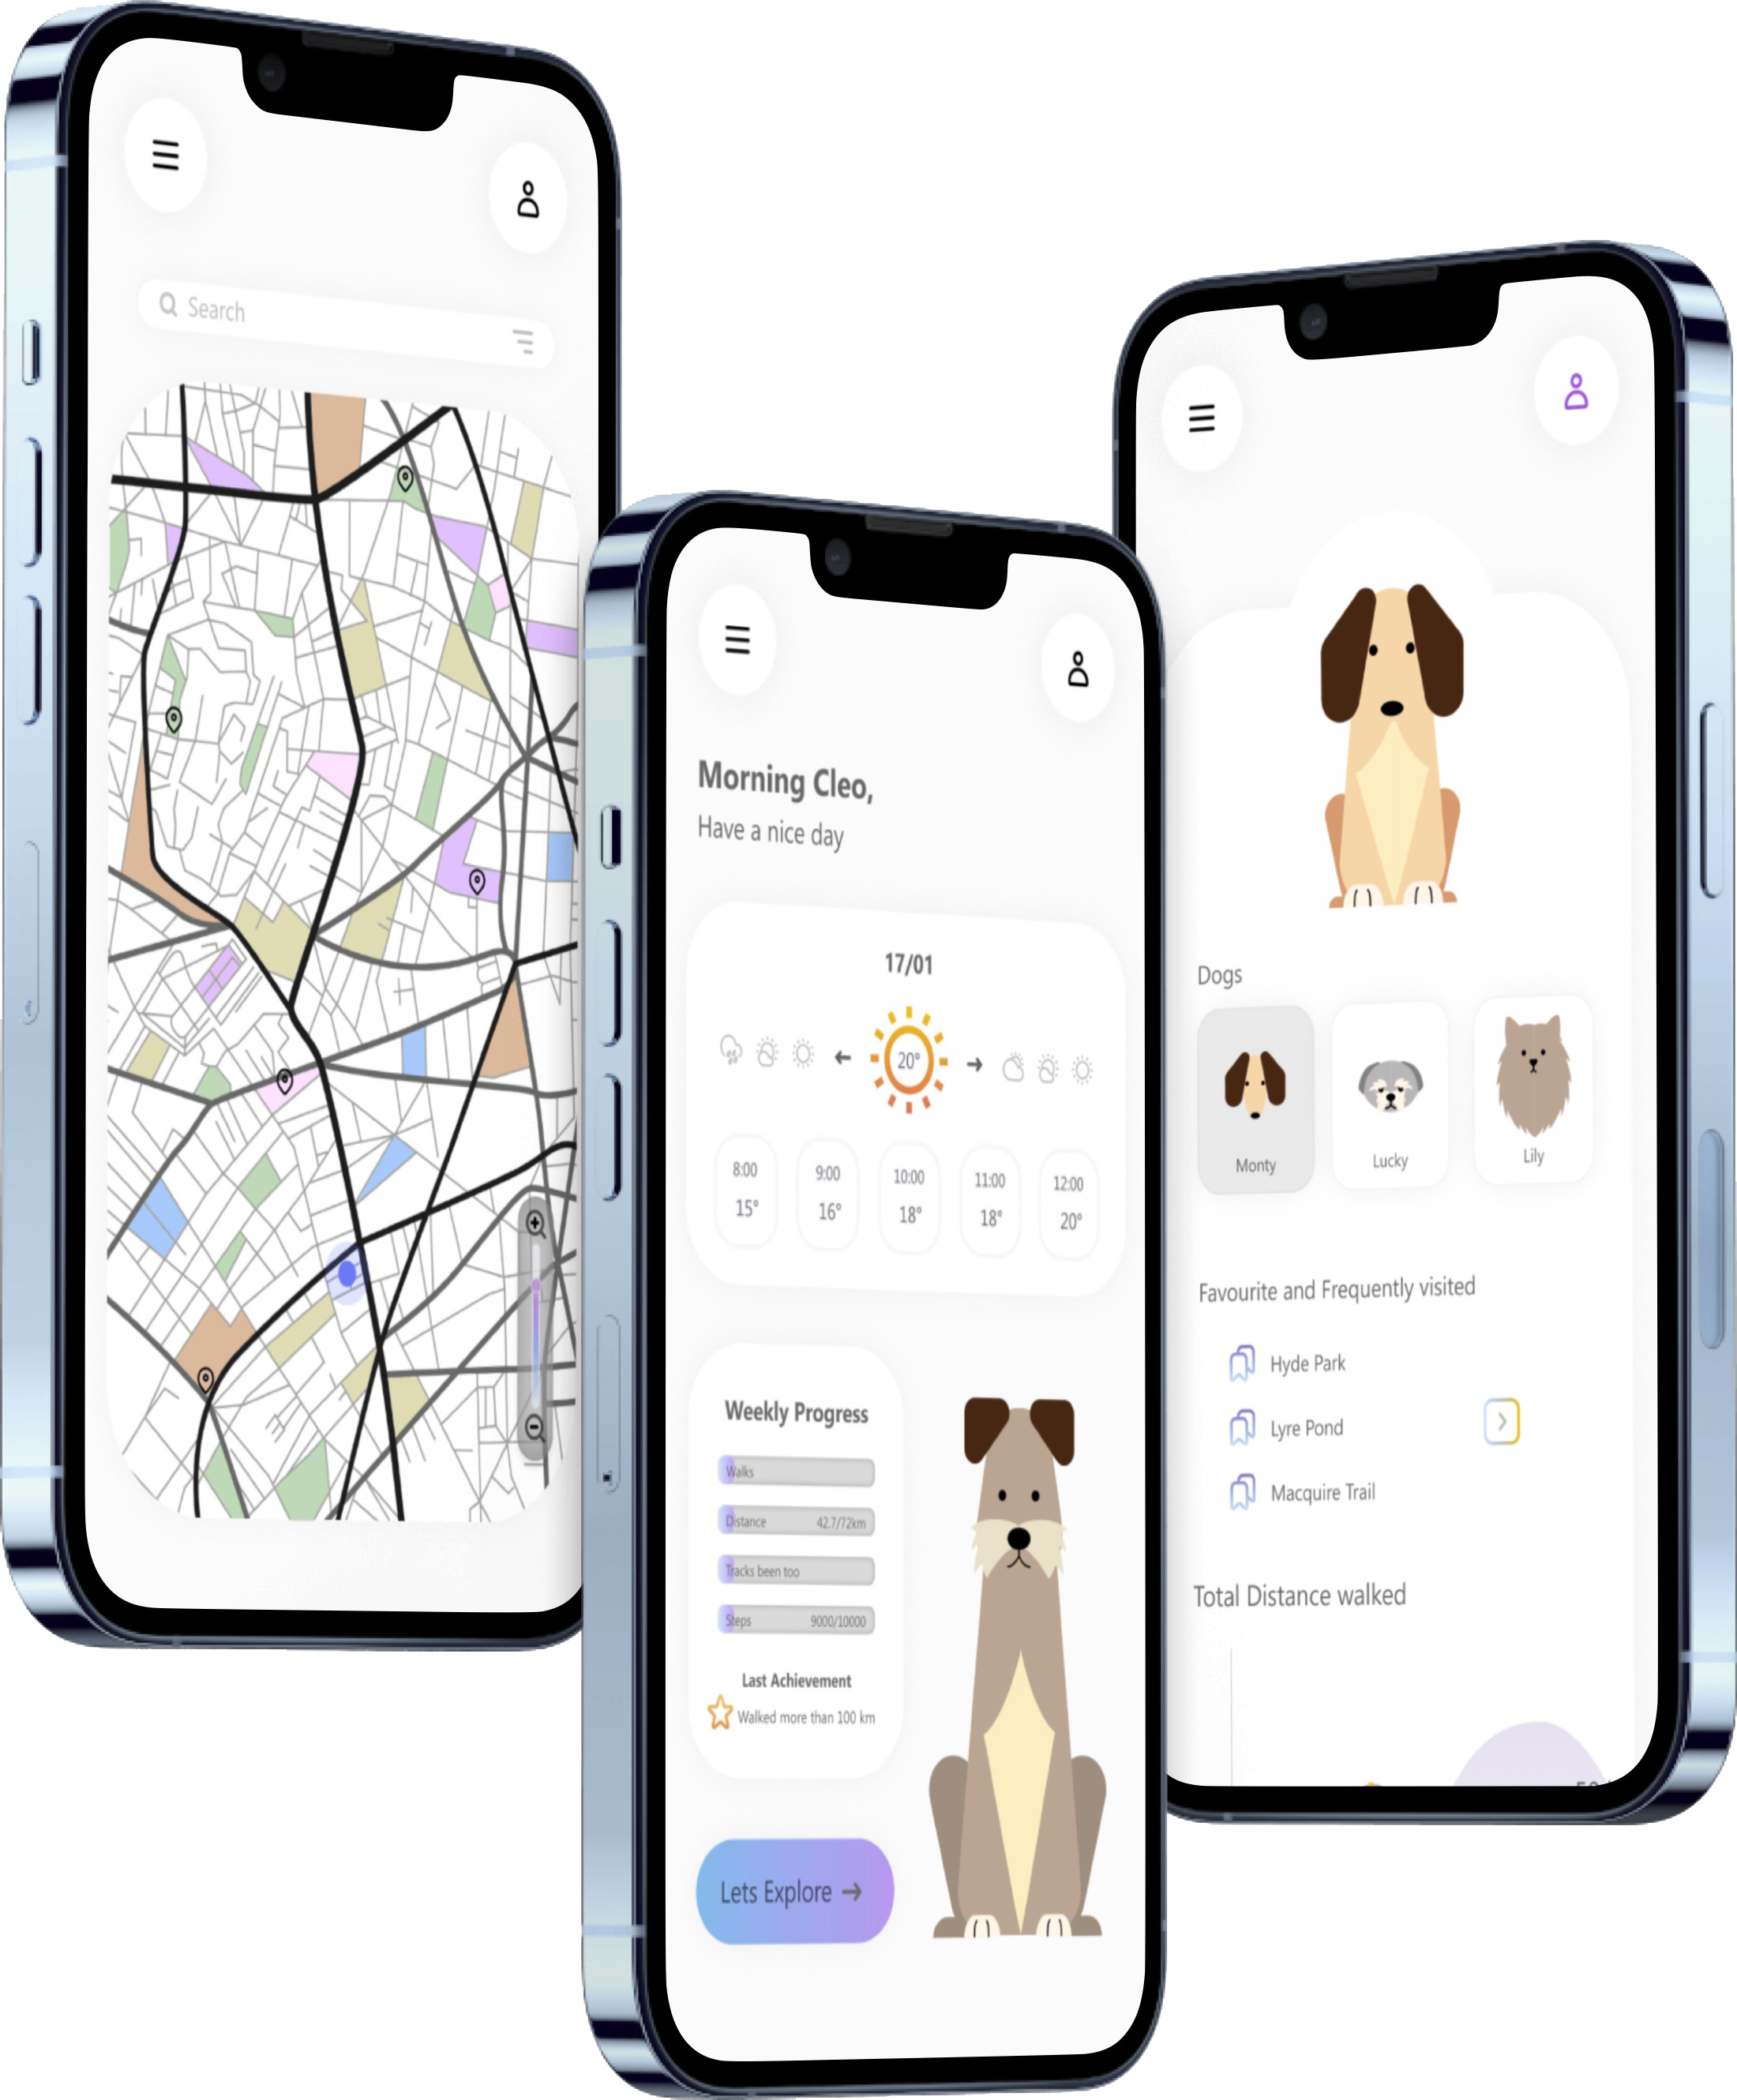 Search
Morning Cleo,
Have a nice day
17/01
20°
8:00
9:00
10:00
11:00
12:00
15°
16°
18°
18°
20°
Weekly Progress
Walks
Distance 42.7/72km
Tracks been too
Steps 9000/10000
Last Achievement
Walked more than 100 km
Lets Explore
Dogs
Monty
Lucky
Lily
Favourite and Frequently visited
Hyde Park
Lyre Pond
Macquire Trail
Total Distance walked